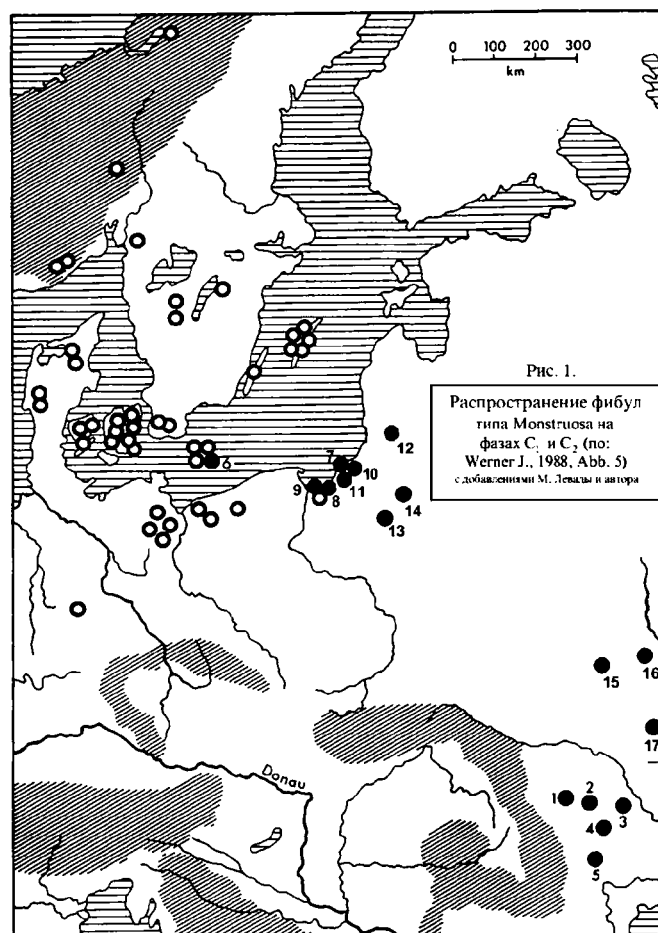 0 100 200 300
km
Рис. 1.
Распространение фибул
типа Monstruosa на
фазах C₁ и C₂ (по:
Werner J., 1988, Abb. 5)
с добавлениями М. Левады и автора
12
7
10
6
11
9
8
14
13
16
15
17
Donau
1
2
3
4
5